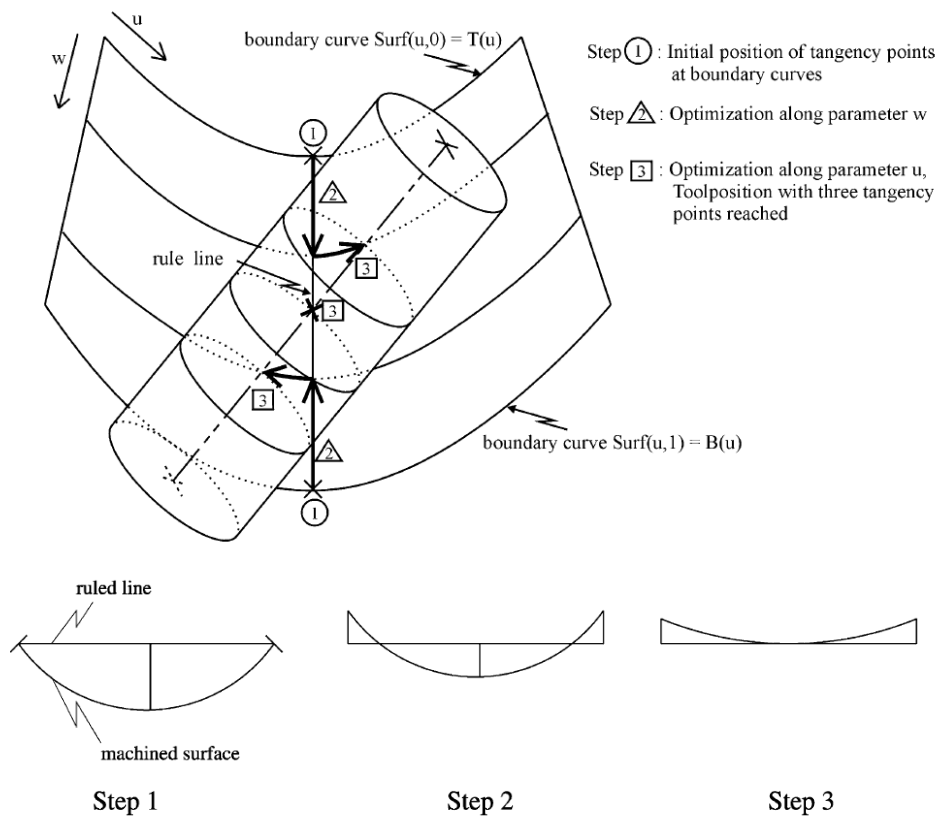 u
w
boundary curve Surf(u,0) = T(u)
Step 1 : Initial position of tangency points
at boundary curves
Step 2 : Optimization along parameter w
Step 3 : Optimization along parameter u,
Toolposition with three tangency
points reached
1
2
3
rule line
3
3
2
1
boundary curve Surf(u,1) = B(u)
ruled line
machined surface
Step 1
Step 2
Step 3